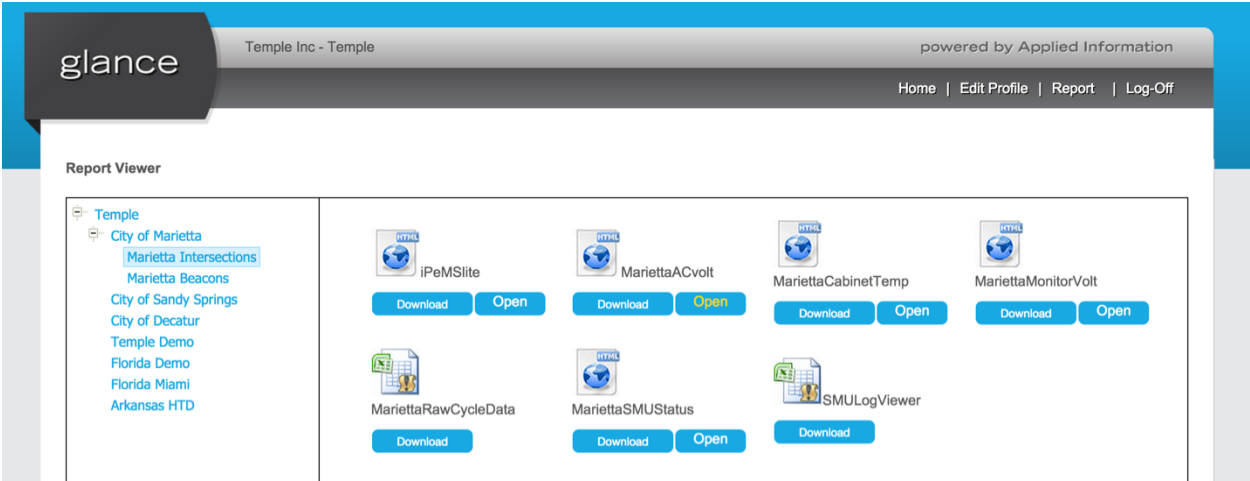 glance
Temple Inc - Temple
powered by Applied Information
Home | Edit Profile | Report | Log-Off
Report Viewer
Temple
City of Marietta
Marietta Intersections
Marietta Beacons
City of Sandy Springs
City of Decatur
Temple Demo
Florida Demo
Florida Miami
Arkansas HTD
HTML
iPeMSlite
Download
Open
HTML
MariettaACvolt
Download
Open
HTML
MariettaCabinetTemp
Download
Open
HTML
MariettaMonitorVolt
Download
Open
MariettaRawCycleData
Download
HTML
MariettaSMUStatus
Download
Open
SMULogViewer
Download